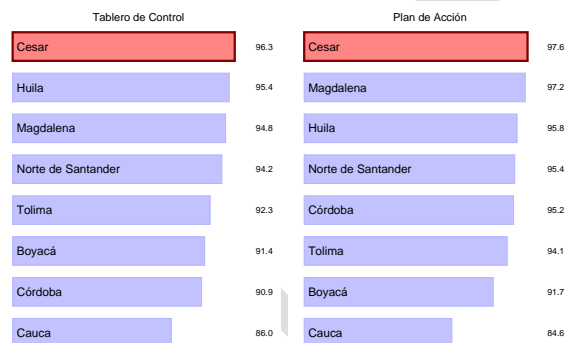 Tablero de Control
Cesar 96.3
Huila 95.4
Magdalena 94.8
Norte de Santander 94.2
Tolima 92.3
Boyacá 91.4
Córdoba 90.9
Cauca 86.0
Plan de Acción
Cesar 97.6
Magdalena 97.2
Huila 95.8
Norte de Santander 95.4
Córdoba 95.2
Tolima 94.1
Boyacá 91.7
Cauca 84.6